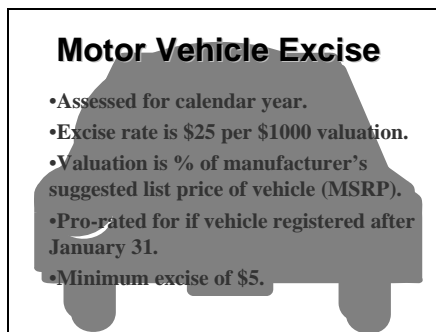 Motor Vehicle Excise
•Assessed for calendar year.
•Excise rate is $25 per $1000 valuation.
•Valuation is % of manufacturer's
suggested list price of vehicle (MSRP).
•Pro-rated for if vehicle registered after
January 31.
•Minimum excise of $5.